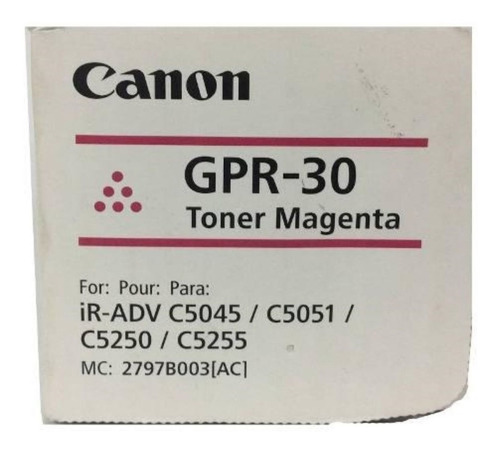 Canon
GPR-30
Toner Magenta
For: Pour: Para:
iR-ADV C5045 / C5051 /
C5250 / C5255
MC: 2797B003[AC]